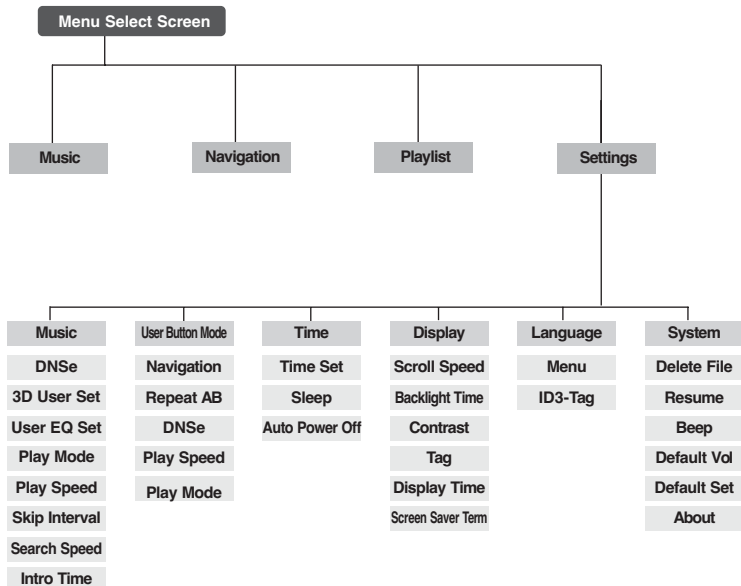 Menu Select Screen
Music
Navigation
Playlist
Settings
Music
DNSe
3D User Set
User EQ Set
Play Mode
Play Speed
Skip Interval
Search Speed
Intro Time
User Button Mode
Navigation
Repeat AB
DNSe
Play Speed
Play Mode
Time
Time Set
Sleep
Auto Power Off
Display
Scroll Speed
Backlight Time
Contrast
Tag
Display Time
Screen Saver Term
Language
Menu
ID3-Tag
System
Delete File
Resume
Beep
Default Vol
Default Set
About